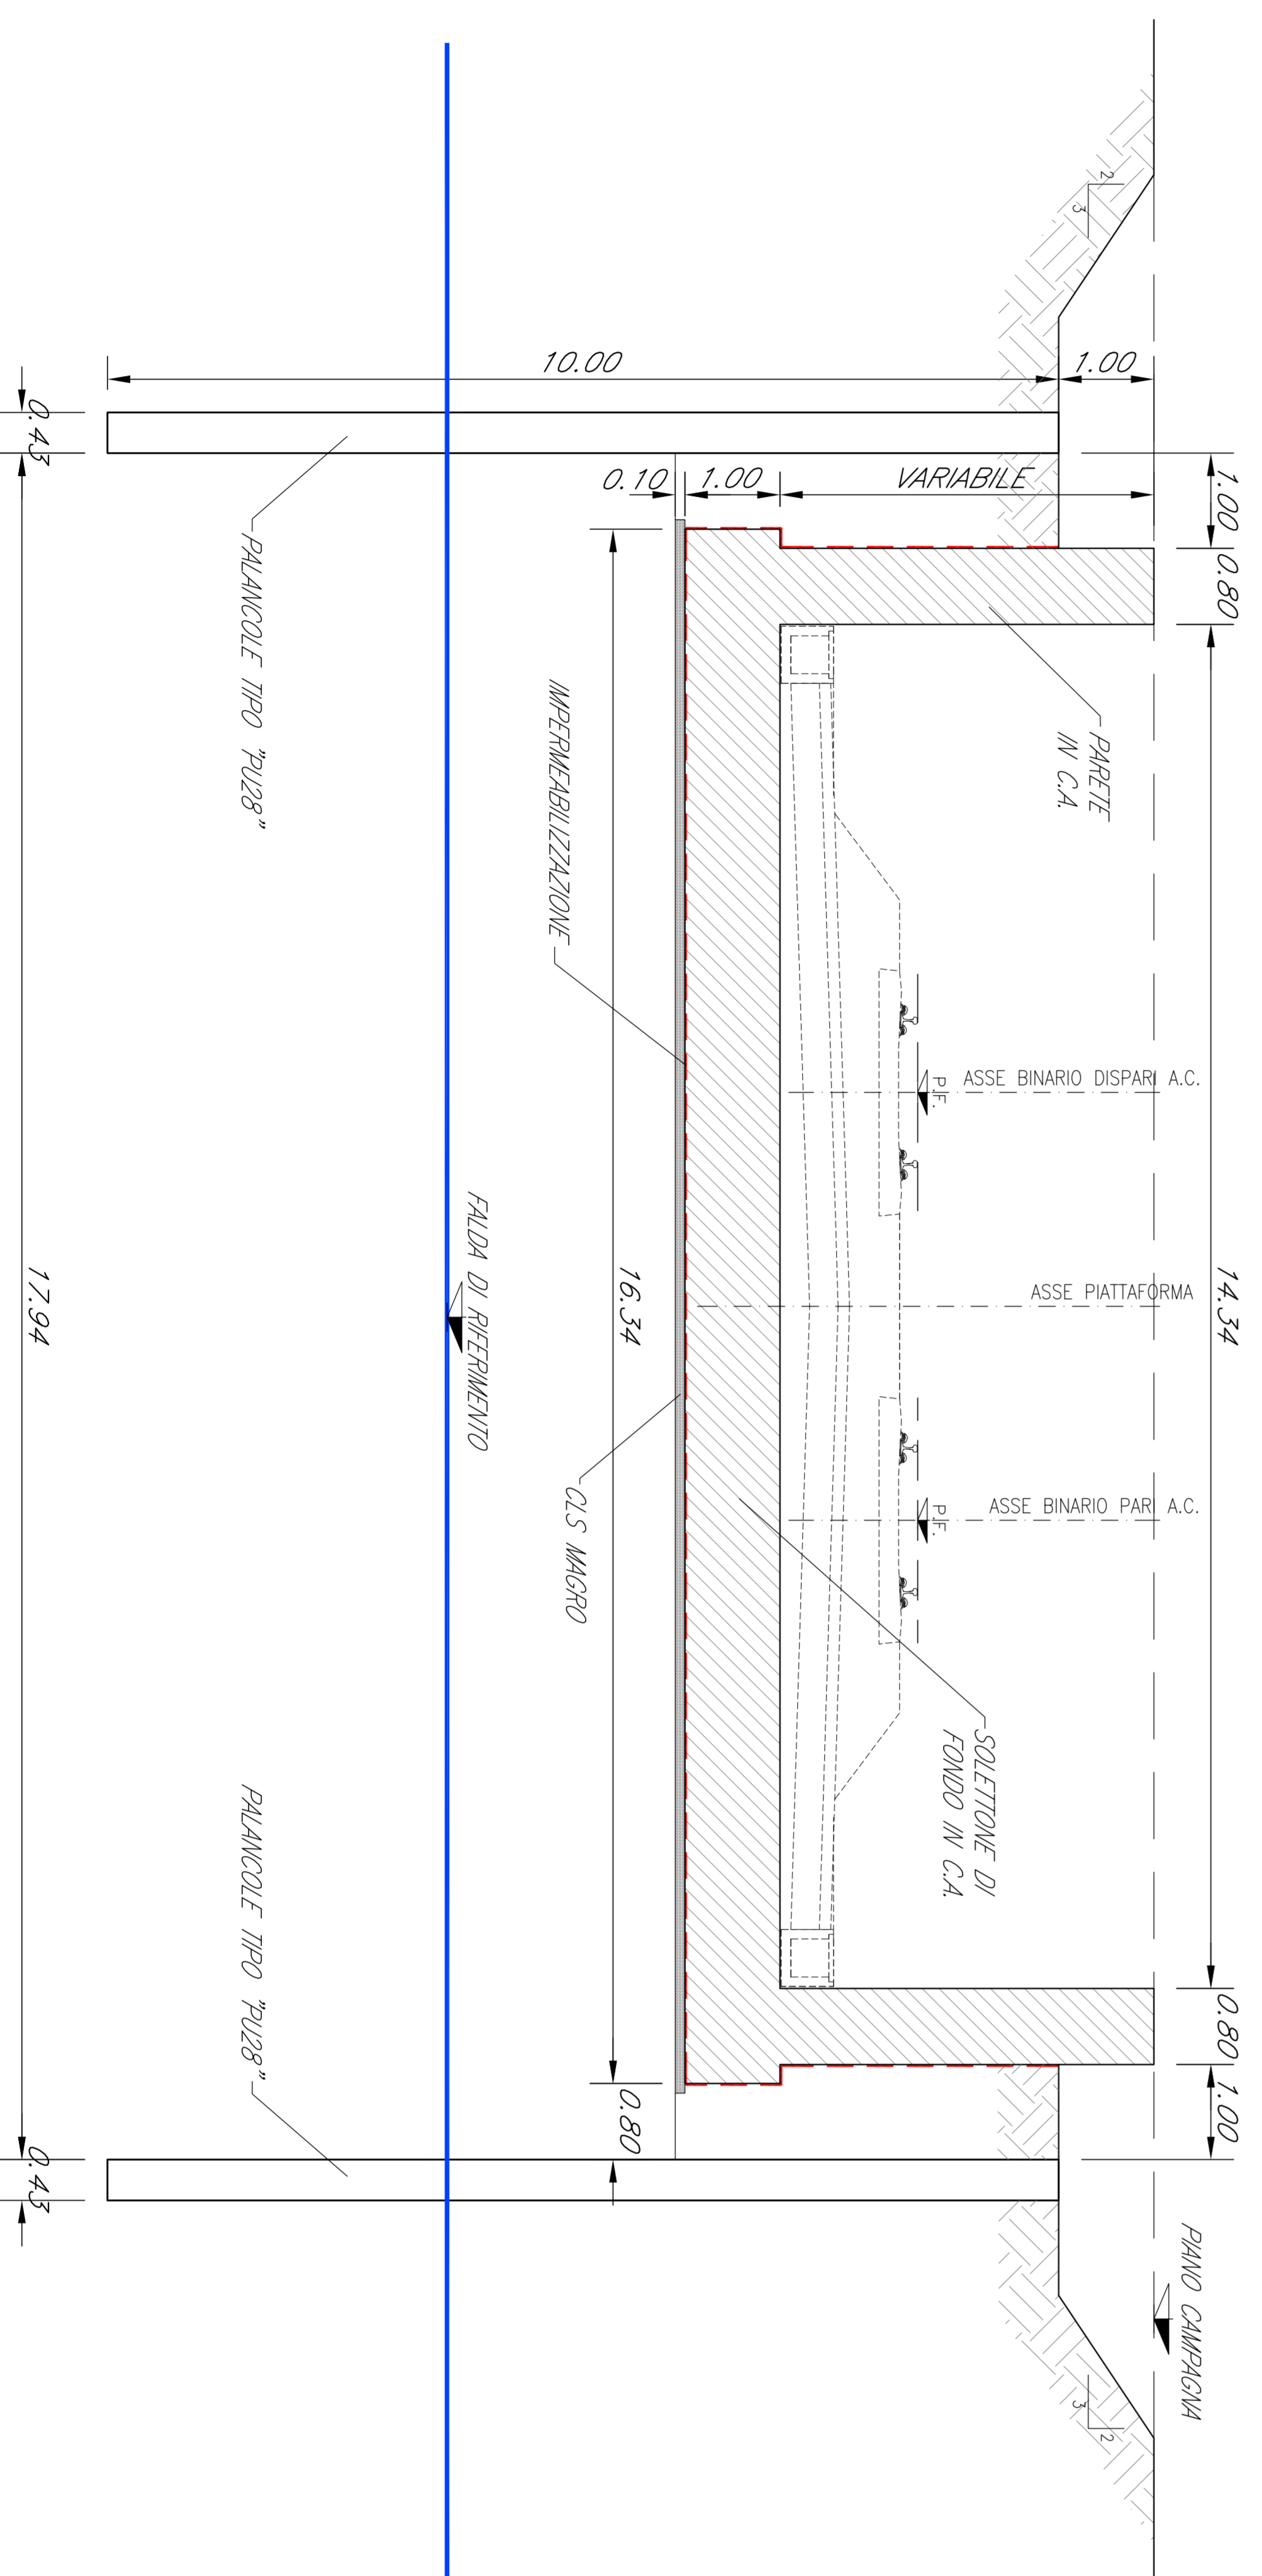 PIANO CAMPAGNA
1.00
0.80
14.34
0.80
1.00
2
3
1.00
10.00
VARIABILE
1.00
0.10
PARETE
IN C.A.
ASSE BINARIO DISPARI A.C.
P.F.
ASSE PIATTAFORMA
ASSE BINARIO PARI A.C.
P.F.
SOLETTONE DI
FONDO IN C.A.
3
2
16.34
0.80
IMPERMEABILIZZAZIONE
CLS MAGRO
FALDA DI RIFERIMENTO
PALANCOLE TIPO "PU28"
PALANCOLE TIPO "PU28"
0.43
17.94
0.43